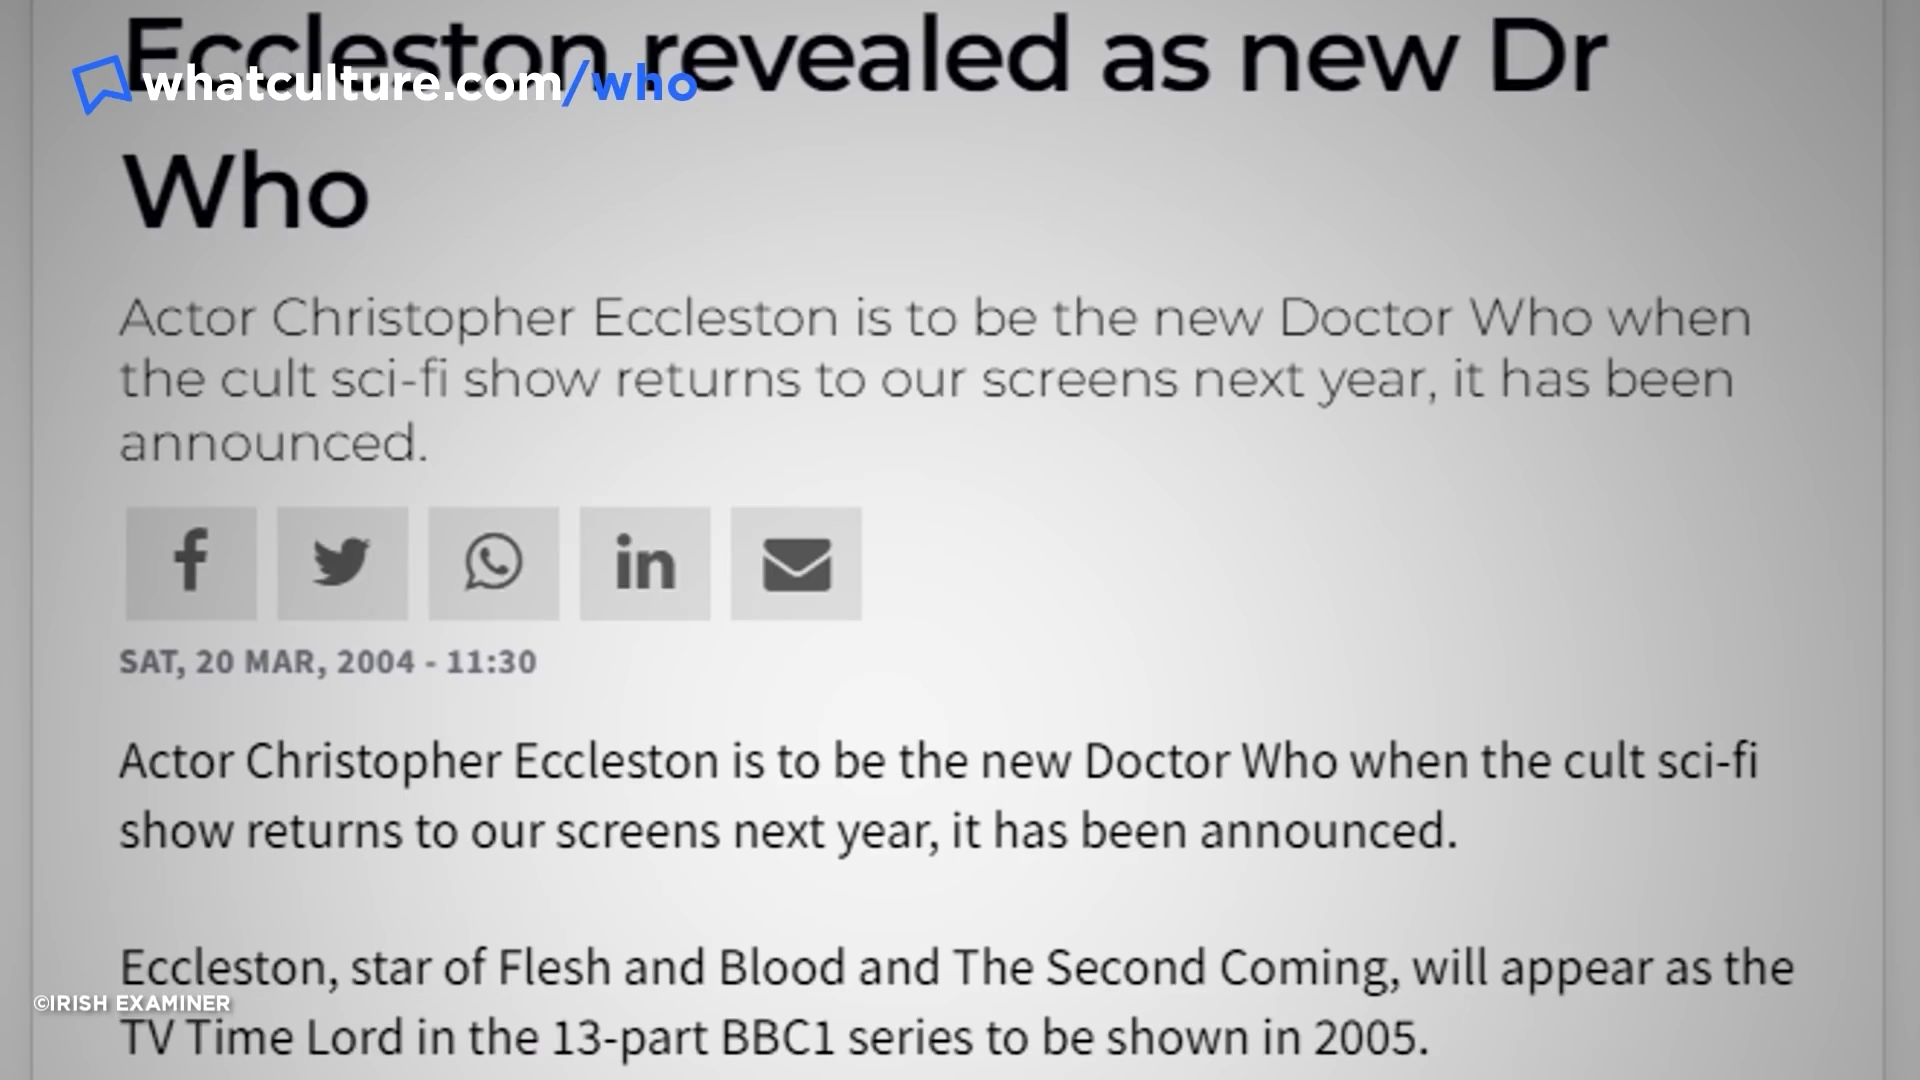 Eccleston revealed as new Dr
Who
whatculture.com/who
Actor Christopher Eccleston is to be the new Doctor Who when
the cult sci-fi show returns to our screens next year, it has been
announced.
f
in
SAT, 20 MAR, 2004 - 11:30
Actor Christopher Eccleston is to be the new Doctor Who when the cult sci-fi
show returns to our screens next year, it has been announced.
Eccleston, star of Flesh and Blood and The Second Coming, will appear as the
©IRISH EXAMINER
TV Time Lord in the 13-part BBC1 series to be shown in 2005.